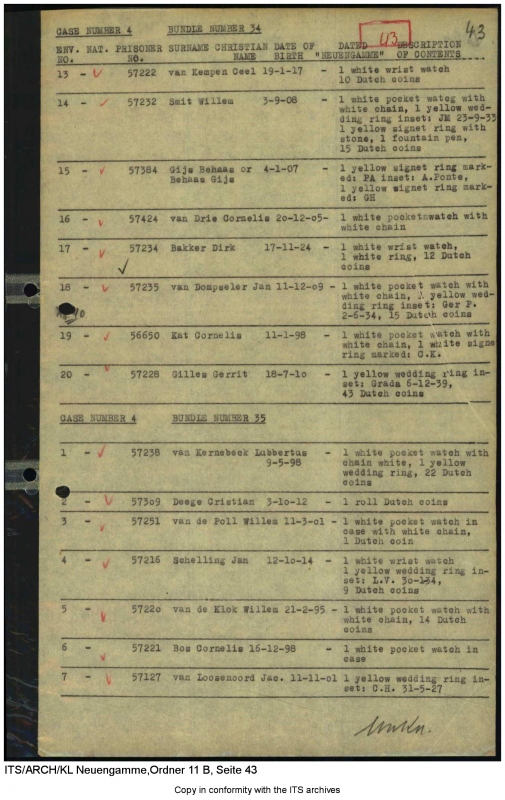 43
43
CASE NUMBER 4 BUNDLE NUMBER 34
ENV. NAT. PRISONER SURNAME CHRISTIAN DATE OF DATED DESCRIPTION
NO. NO. NAME BIRTH "NEUENGAMME" OF CONTENTS
13 - 57222 van Kempen Ceel 19-1-17 - 1 white wrist watch
10 Dutch coins
14 - 57232 Smit Willem 3-9-08 - 1 white pocket watcg with
white chain, 1 yellow wed-
ding ring inset: JM 23-9-33
1 yellow signet ring with
stone, 1 fountain pen,
15 Dutch coins
15 - 57384 Gijs Behaas or 4-1-07 - 1 yellow signet ring mark-
Behaas Gijs ed: PA inset: A.Ponte,
1 yellow signet ring mark-
ed: GH
16 - 57424 van Drie Cornelis 20-12-05- 1 white pocketnwatch with
white chain
17 - 57234 Bakker Dirk 17-11-24 - 1 white wrist watch,
1 white ring, 12 Dutch
coins
18 - 57235 van Dompseler Jan 11-12-09 - 1 white pocket watch with
white chain, 1 yellow wed-
ding ring inset: Ger P.
2-6-34, 15 Dutch coins
19 - 56650 Kat Cornelis 11-1-98 - 1 white pocket watch with
white chain, 1 white signe
ring marked: C.K.
20 - 57228 Gilles Gerrit 18-7-10 - 1 yellow wedding ring in-
set: Grada 6-12-39,
43 Dutch coins
CASE NUMBER 4 BUNDLE NUMBER 35
1 - 57238 van Kernebeek Lubbertus - 1 white pocket watch with
9-5-98 chain white, 1 yellow
wedding ring, 22 Dutch
coins
2 - 57309 Deege Cristian 3-10-12 - 1 roll Dutch coins
3 - 57251 van de Poll Willem 11-3-01 - 1 white pocket watch in
case with white chain,
1 Dutch coin
4 - 57216 Schelling Jan 12-10-14 - 1 white wrist watch
1 yellow wedding ring in-
set: L.V. 30-134,
9 Dutch coins
5 - 57220 van de Klok Willem 21-2-95 - 1 white pocket watch with
white chain, 14 Dutch
coins
6 - 57221 Bos Cornelis 16-12-98 - 1 white pocket watch in
case
7 - 57127 van Loosenoord Jac. 11-11-01 1 yellow wedding ring in-
set: C.H. 31-5-27
ITS/ARCH/KL Neuengamme,Ordner 11 B, Seite 43
Copy in conformity with the ITS archives